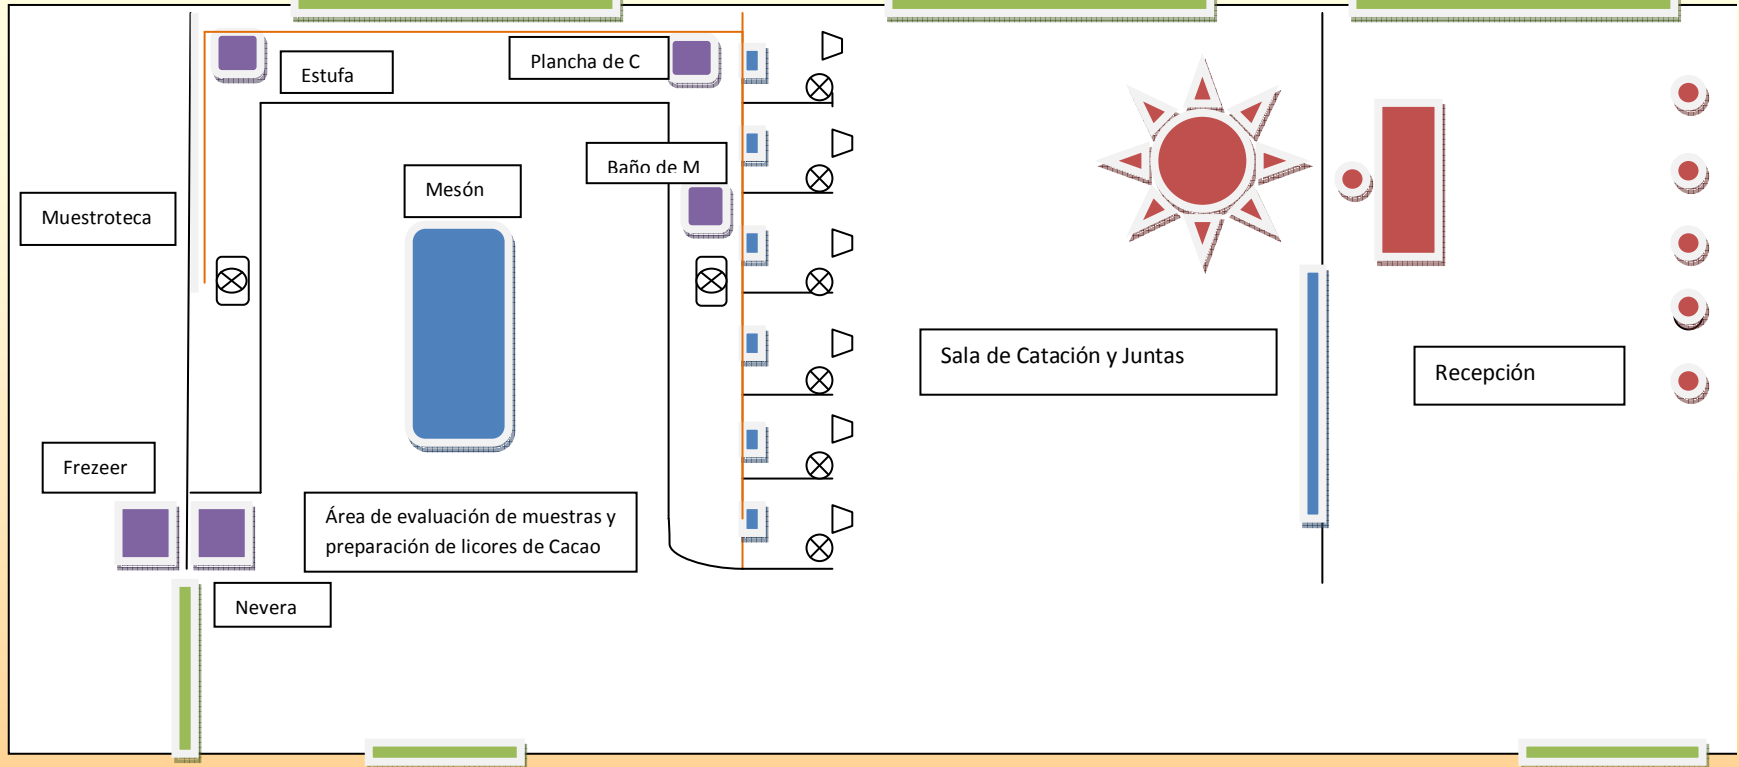 Estufa
Plancha de C
Baño de M
Mesón
Muestroteca
Sala de Catación y Juntas
Recepción
Frezeer
Área de evaluación de muestras y
preparación de licores de Cacao
Nevera